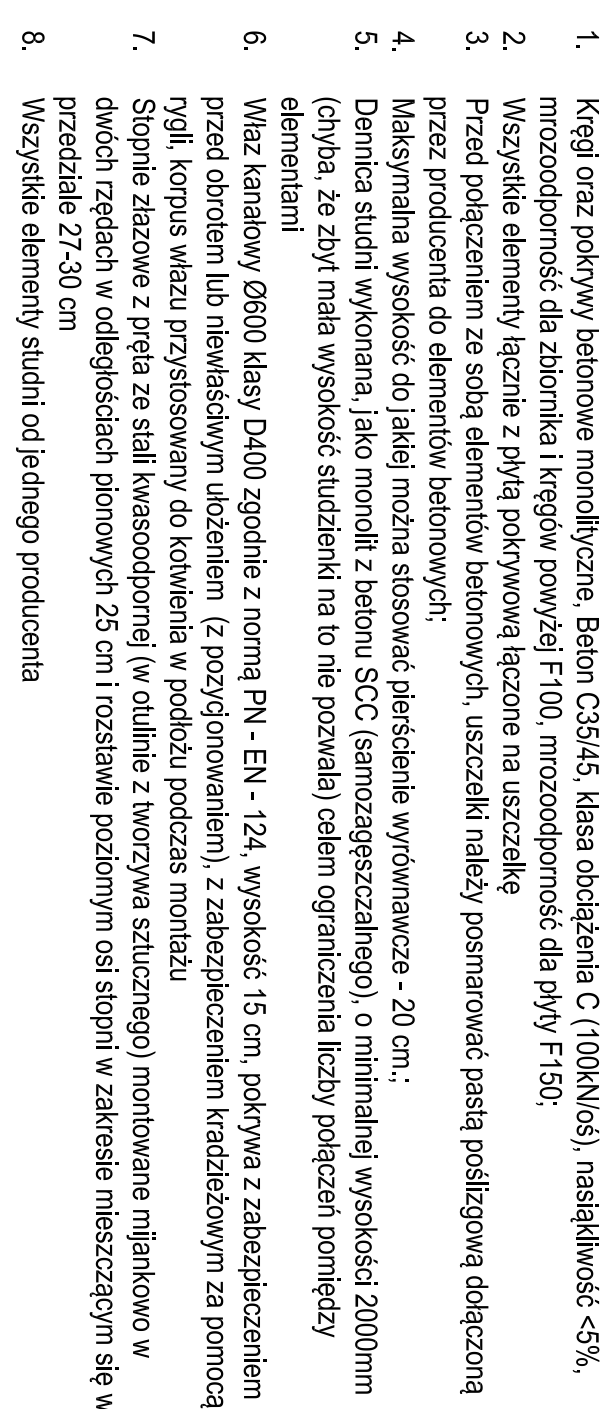 1. Kręgi oraz pokrywy betonowe monolityczne, Beton C35/45, klasa obciążenia C (100kN/oś), nasiąkliwość <5%,
mrozoodporność dla zbiornika i kręgów powyżej F100, mrozoodporność dla płyty F150;
2. Wszystkie elementy łącznie z płytą pokrywową łączone na uszczelkę
3. Przed połączeniem ze sobą elementów betonowych, uszczelki należy posmarować pastą poślizgową dołączoną
przez producenta do elementów betonowych;
4. Maksymalna wysokość do jakiej można stosować pierścienie wyrównawcze - 20 cm.;
5. Dennica studni wykonana, jako monolit z betonu SCC (samozagęszczalnego), o minimalnej wysokości 2000mm
(chyba, że zbyt mała wysokość studzienki na to nie pozwala) celem ograniczenia liczby połączeń pomiędzy
elementami
6. Właz kanałowy Ø600 klasy D400 zgodnie z normą PN - EN - 124, wysokość 15 cm, pokrywa z zabezpieczeniem
przed obrotem lub niewłaściwym ułożeniem (z pozycjonowaniem), z zabezpieczeniem kradzieżowym za pomocą
rygli, korpus włazu przystosowany do kotwienia w podłożu podczas montażu
7. Stopnie złazowe z pręta ze stali kwasoodpornej (w otulinie z tworzywa sztucznego) montowane mijankowo w
dwóch rzędach w odległościach pionowych 25 cm i rozstawie poziomym osi stopni w zakresie mieszczącym się w
przedziale 27-30 cm
8. Wszystkie elementy studni od jednego producenta